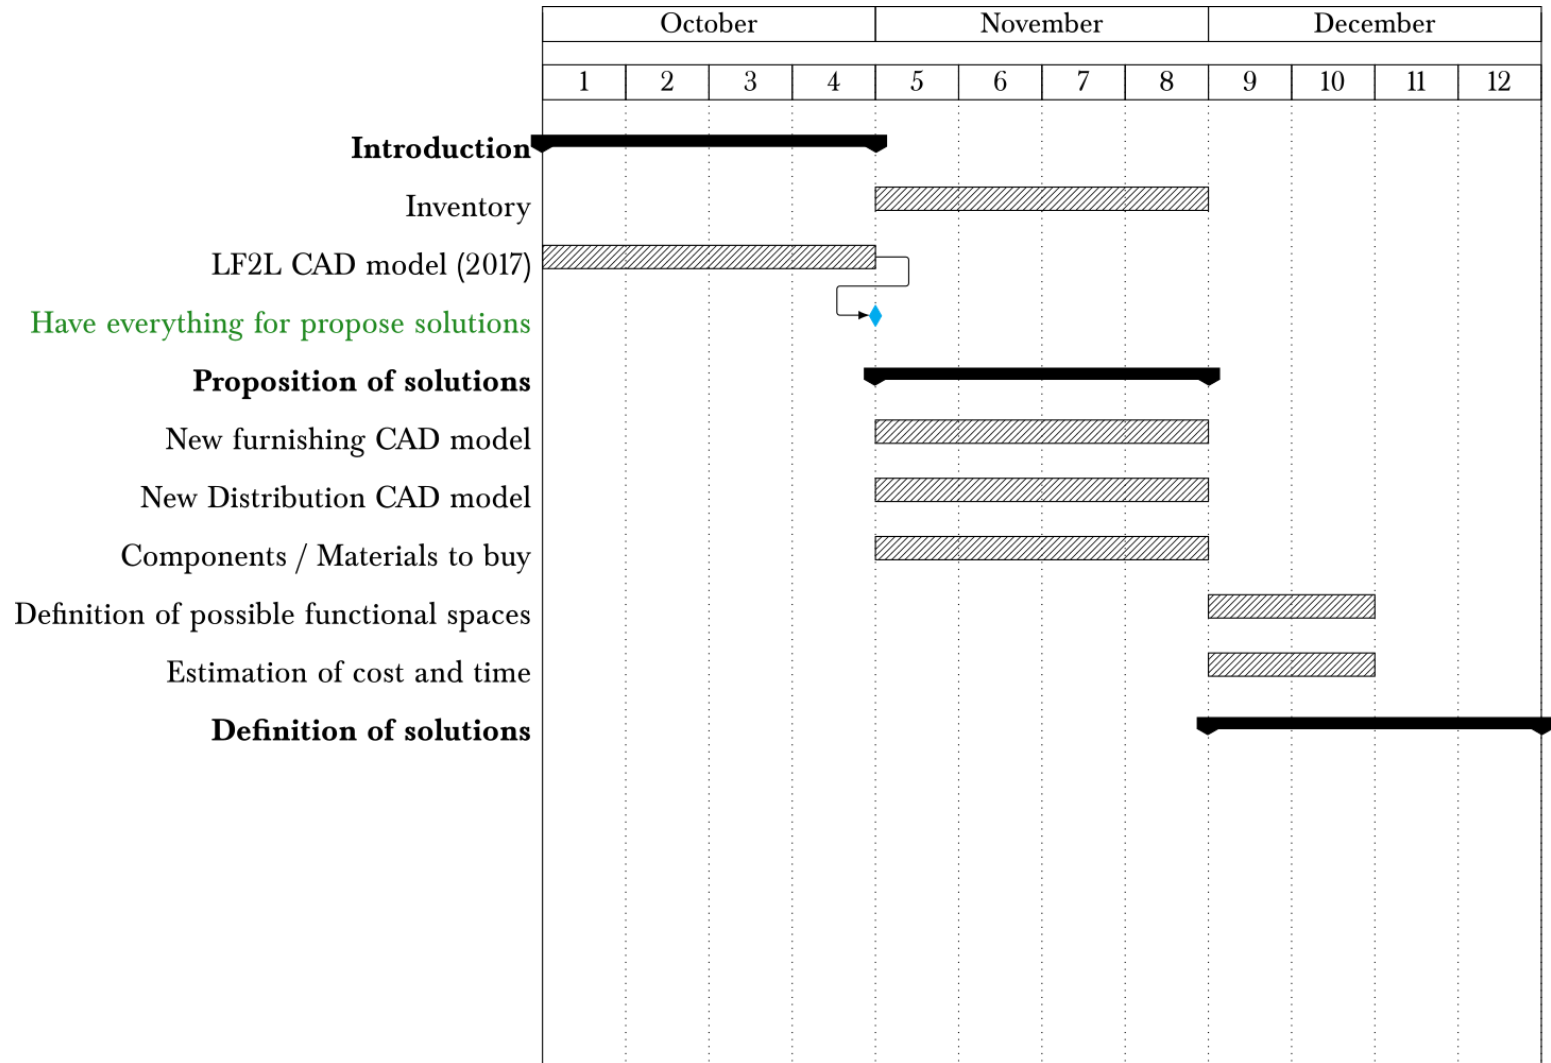 October November December
1 2 3 4 5 6 7 8 9 10 11 12
Introduction
Inventory
LF2L CAD model (2017)
Have everything for propose solutions
Proposition of solutions
New furnishing CAD model
New Distribution CAD model
Components / Materials to buy
Definition of possible functional spaces
Estimation of cost and time
Definition of solutions